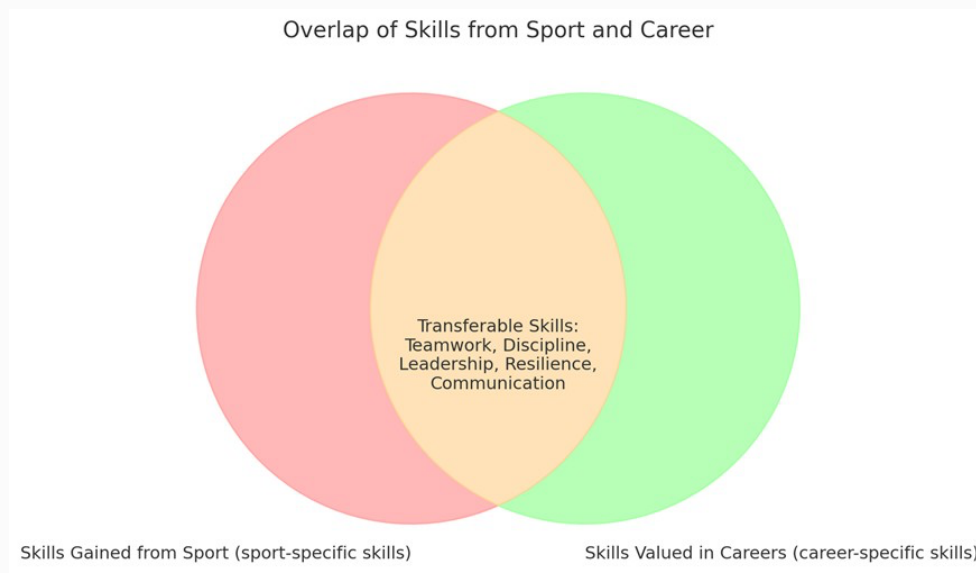 Overlap of Skills from Sport and Career
Transferable Skills:
Teamwork, Discipline,
Leadership, Resilience,
Communication
Skills Gained from Sport (sport-specific skills)
Skills Valued in Careers (career-specific skills)